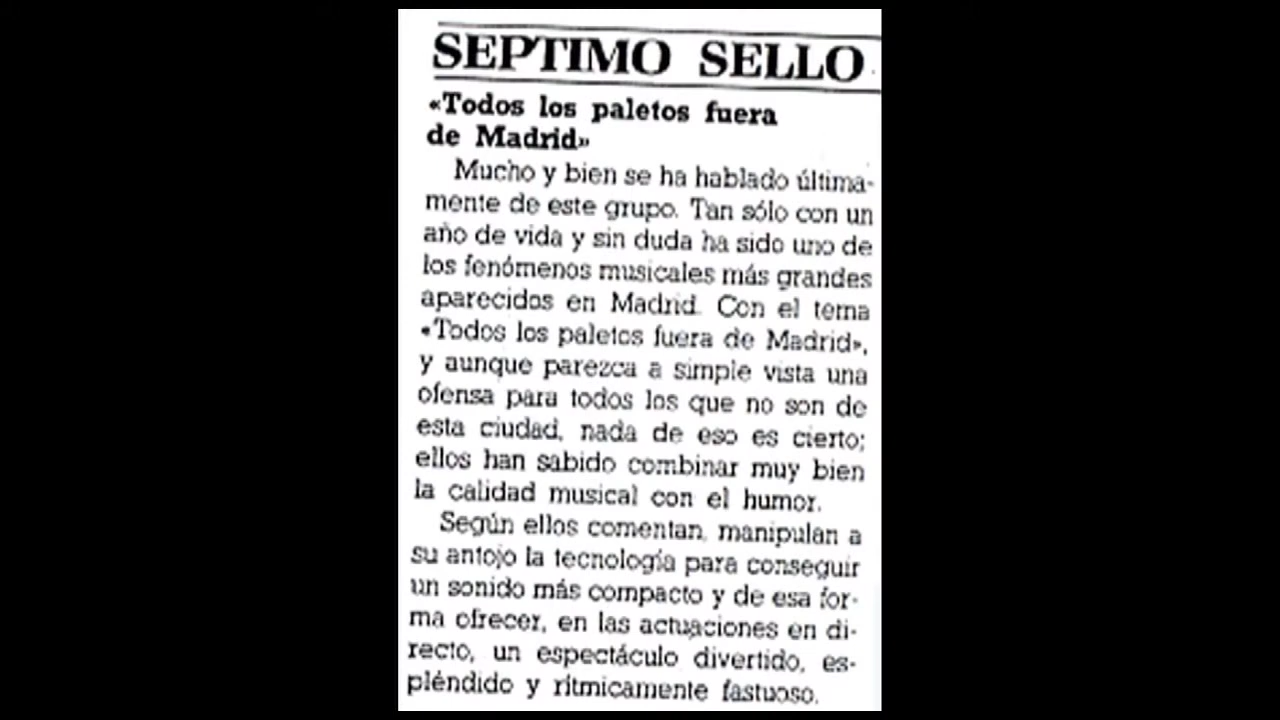 SEPTIMO SELLO
«Todos los paletos fuera
de Madrid»
Mucho y bien se ha hablado última-
mente de este grupo. Tan sólo con un
año de vida y sin duda ha sido uno de
los fenómenos musicales más grandes
aparecidos en Madrid. Con el tema
«Todos los paletos fuera de Madrid»,
y aunque parezca a simple vista una
ofensa para todos los que no son de
esta ciudad, nada de eso es cierto;
ellos han sabido combinar muy bien
la calidad musical con el humor.
Según ellos comentan, manipulan a
su antojo la tecnología para conseguir
un sonido más compacto y de esa for-
ma ofrecer, en las actuaciones en di-
recto, un espectáculo divertido, es-
pléndido y rítmicamente fastuoso.